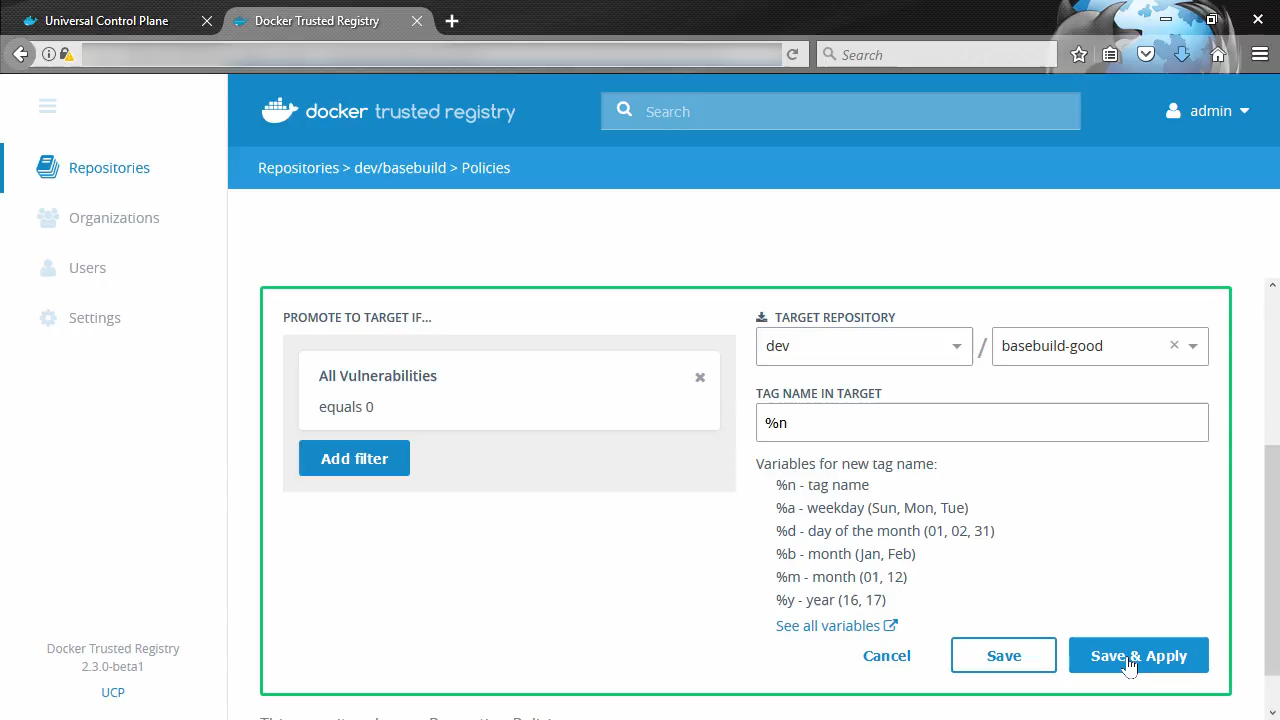 Universal Control Plane
Docker Trusted Registry
Search
docker trusted registry
Search
admin
Repositories
Organizations
Users
Settings
Repositories > dev/basebuild > Policies
PROMOTE TO TARGET IF...
All Vulnerabilities
equals 0
Add filter
TARGET REPOSITORY
dev / basebuild-good
TAG NAME IN TARGET
%n
Variables for new tag name:
%n - tag name
%a - weekday (Sun, Mon, Tue)
%d - day of the month (01, 02, 31)
%b - month (Jan, Feb)
%m - month (01, 12)
%y - year (16, 17)
See all variables
Cancel
Save
Save & Apply
Docker Trusted Registry
2.3.0-beta1
UCP